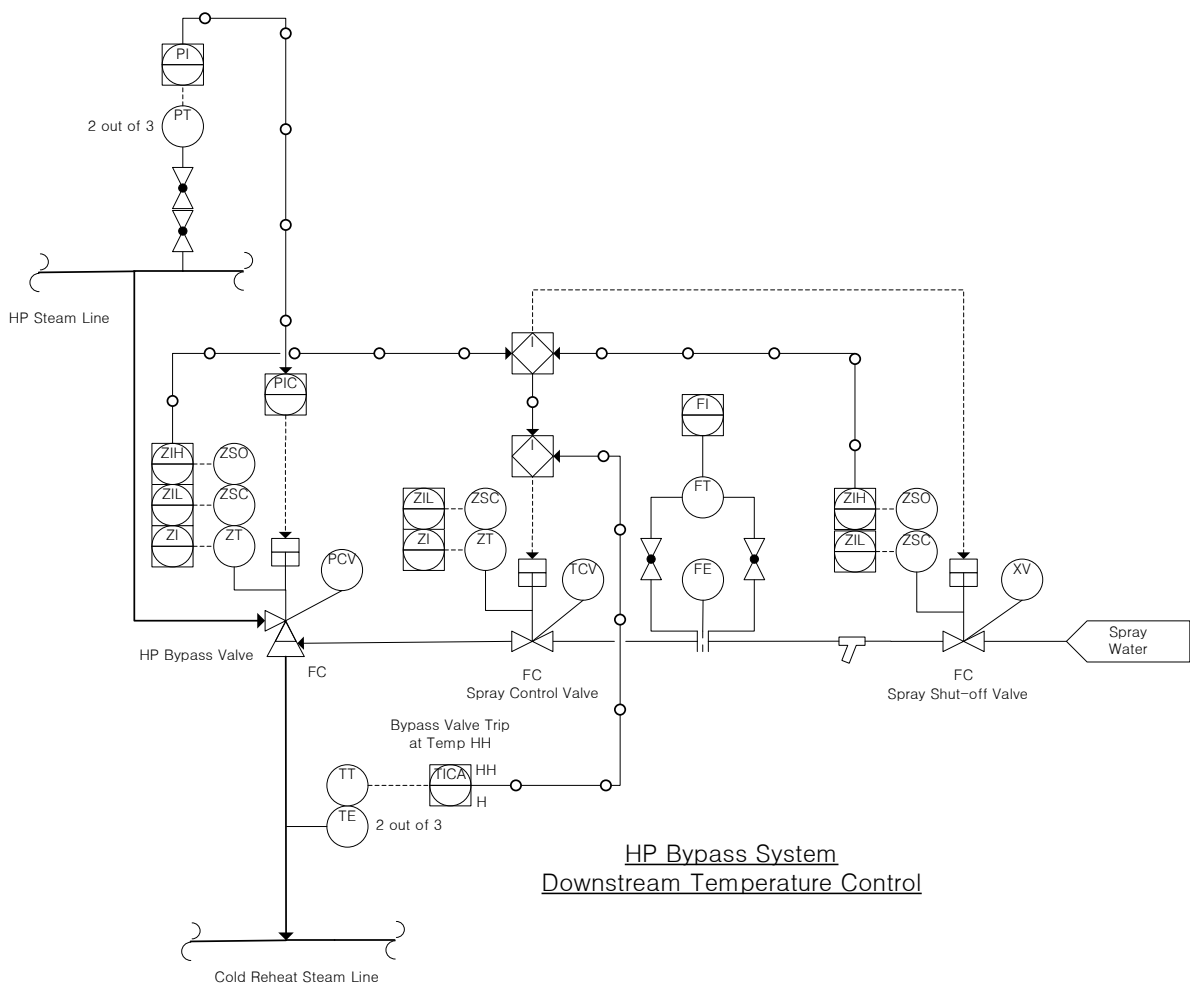 PI
PT
2 out of 3
HP Steam Line
I
PIC
FI
ZIH
ZSO
I
ZIL
ZSC
ZI
ZT
ZIL
ZSC
ZI
ZT
FT
ZIH
ZSO
ZIL
ZSC
PCV
TCV
FE
XV
Spray
Water
HP Bypass Valve
FC
FC
Spray Control Valve
FC
Spray Shut-off Valve
Bypass Valve Trip
at Temp HH
TT
TICA
HH
H
TE
2 out of 3
HP Bypass System
Downstream Temperature Control
Cold Reheat Steam Line